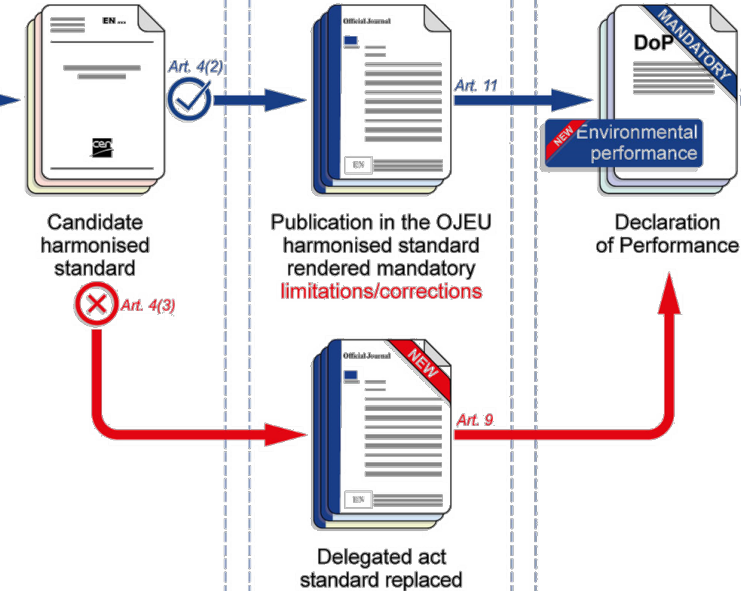 EN ...
cen
Candidate
harmonised
standard
Art. 4(2)
Official Journal
EN
Publication in the OJEU
harmonised standard
rendered mandatory
limitations/corrections
Art. 11
MANDATORY
DoP
NEW
Environmental
performance
Declaration
of Performance
Art. 4(3)
Official Journal
NEW
EN
Art. 9
Delegated act
standard replaced